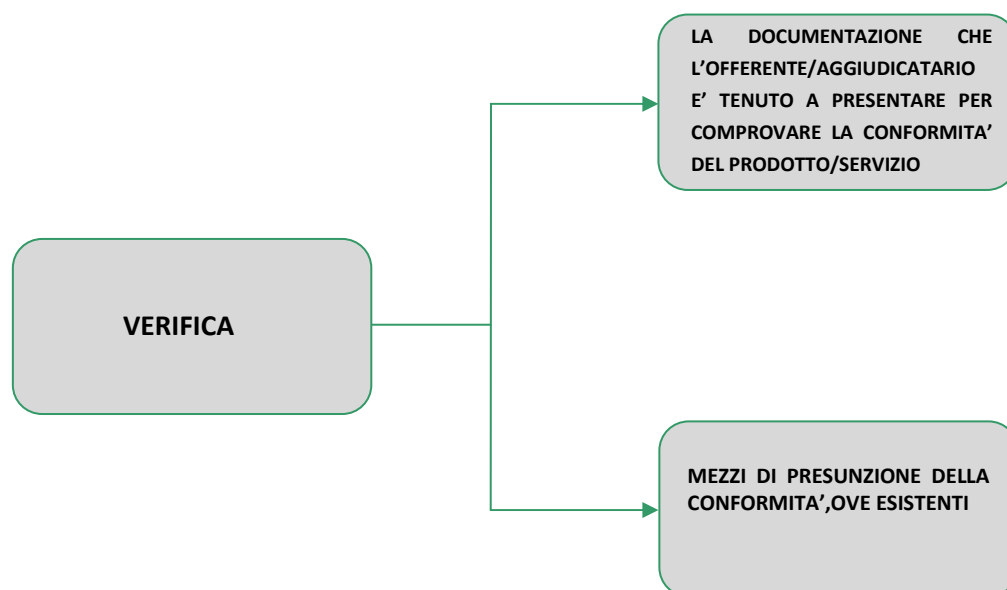 LA DOCUMENTAZIONE CHE
L'OFFERENTE/AGGIUDICATARIO
E' TENUTO A PRESENTARE PER
COMPROVARE LA CONFORMITA'
DEL PRODOTTO/SERVIZIO
VERIFICA
MEZZI DI PRESUNZIONE DELLA
CONFORMITA',OVE ESISTENTI